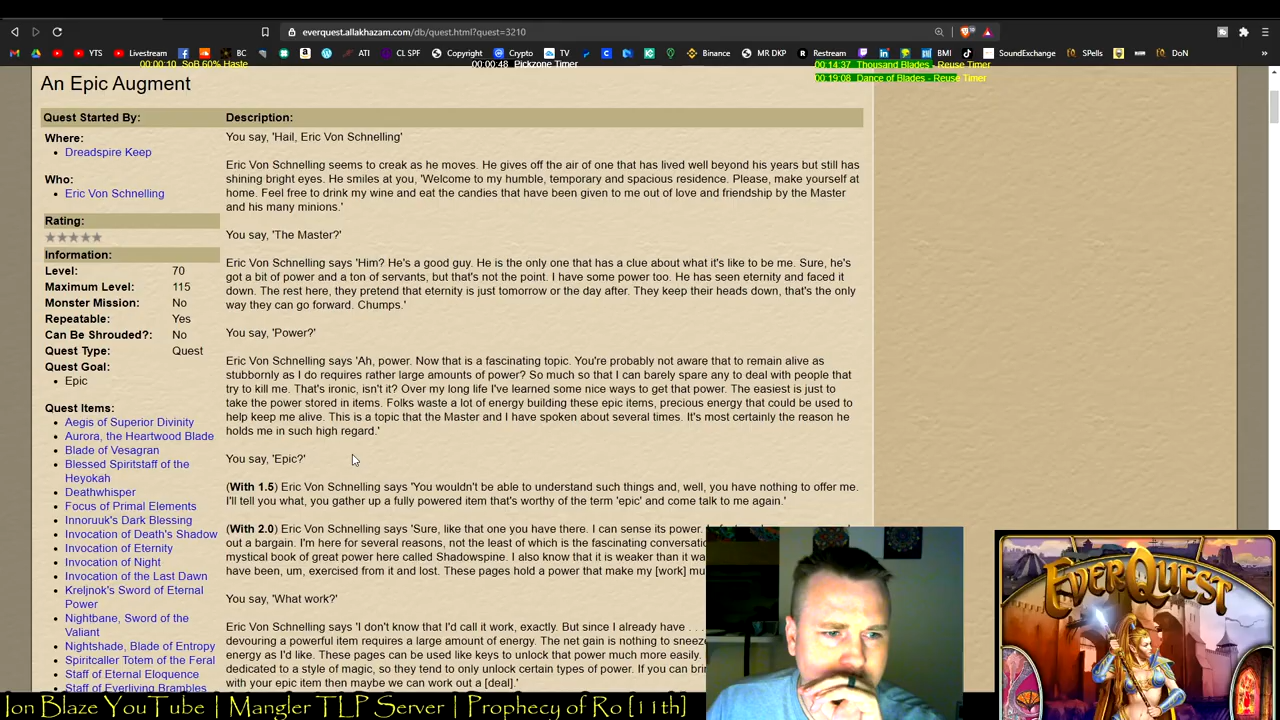 everquest.allakhazam.com/db/quest.html?quest=3210
YTS Livestream BC ATI CL SPF Copyright Crypto TV Binance MR DKP Restream BMI SoundExchange SPells DoN
00:00:10 SoB 60% Haste
00:00:48 Pickzone Timer
00:14:37 Thousand Blades - Reuse Timer
00:19:08 Dance of Blades - Reuse Timer
An Epic Augment
Quest Started By:
Where:
Dreadspire Keep
Who:
Eric Von Schnelling
Rating:
Information:
Level: 70
Maximum Level: 115
Monster Mission: No
Repeatable: Yes
Can Be Shrouded?: No
Quest Type: Quest
Quest Goal:
Epic
Quest Items:
Aegis of Superior Divinity
Aurora, the Heartwood Blade
Blade of Vesagran
Blessed Spiritstaff of the
Heyokah
Deathwhisper
Focus of Primal Elements
Innoruuk's Dark Blessing
Invocation of Death's Shadow
Invocation of Eternity
Invocation of Night
Invocation of the Last Dawn
Kreljnok's Sword of Eternal
Power
Nightbane, Sword of the
Valiant
Nightshade, Blade of Entropy
Spiritcaller Totem of the Feral
Staff of Eternal Eloquence
Staff of Everliving Brambles
Description:
You say, 'Hail, Eric Von Schnelling'
Eric Von Schnelling seems to creak as he moves. He gives off the air of one that has lived well beyond his years but still has
shining bright eyes. He smiles at you, 'Welcome to my humble, temporary and spacious residence. Please, make yourself at
home. Feel free to drink my wine and eat the candies that have been given to me out of love and friendship by the Master
and his many minions.'
You say, 'The Master?'
Eric Von Schnelling says 'Him? He's a good guy. He is the only one that has a clue about what it's like to be me. Sure, he's
got a bit of power and a ton of servants, but that's not the point. I have some power too. He has seen eternity and faced it
down. The rest here, they pretend that eternity is just tomorrow or the day after. They keep their heads down, that's the only
way they can go forward. Chumps.'
You say, 'Power?'
Eric Von Schnelling says 'Ah, power. Now that is a fascinating topic. You're probably not aware that to remain alive as
stubbornly as I do requires rather large amounts of power? So much so that I can barely spare any to deal with people that
try to kill me. That's ironic, isn't it? Over my long life I've learned some nice ways to get that power. The easiest is just to
take the power stored in items. Folks waste a lot of energy building these epic items, precious energy that could be used to
help keep me alive. This is a topic that the Master and I have spoken about several times. It's most certainly the reason he
holds me in such high regard.'
You say, 'Epic?'
(With 1.5) Eric Von Schnelling says 'You wouldn't be able to understand such things and, well, you have nothing to offer me.
I'll tell you what, you gather up a fully powered item that's worthy of the term 'epic' and come talk to me again.'
(With 2.0) Eric Von Schnelling says 'Sure, like that one you have there. I can sense its power.
out a bargain. I'm here for several reasons, not the least of which is the fascinating conversati
mystical book of great power here called Shadowspine. I also know that it is weaker than it wa
have been, um, exercised from it and lost. These pages hold a power that make my [work] mu
You say, 'What work?'
Eric Von Schnelling says 'I don't know that I'd call it work, exactly. But since I already have . . .
devouring a powerful item requires a large amount of energy. The net gain is nothing to sneez
energy as I'd like. These pages can be used like keys to unlock that power much more easily.
dedicated to a style of magic, so they tend to only unlock certain types of power. If you can bri
with your epic item then maybe we can work out a [deal].'
EverQuest
Ion Blaze YouTube | Mangler TLP Server | Prophecy of Ro [11th]